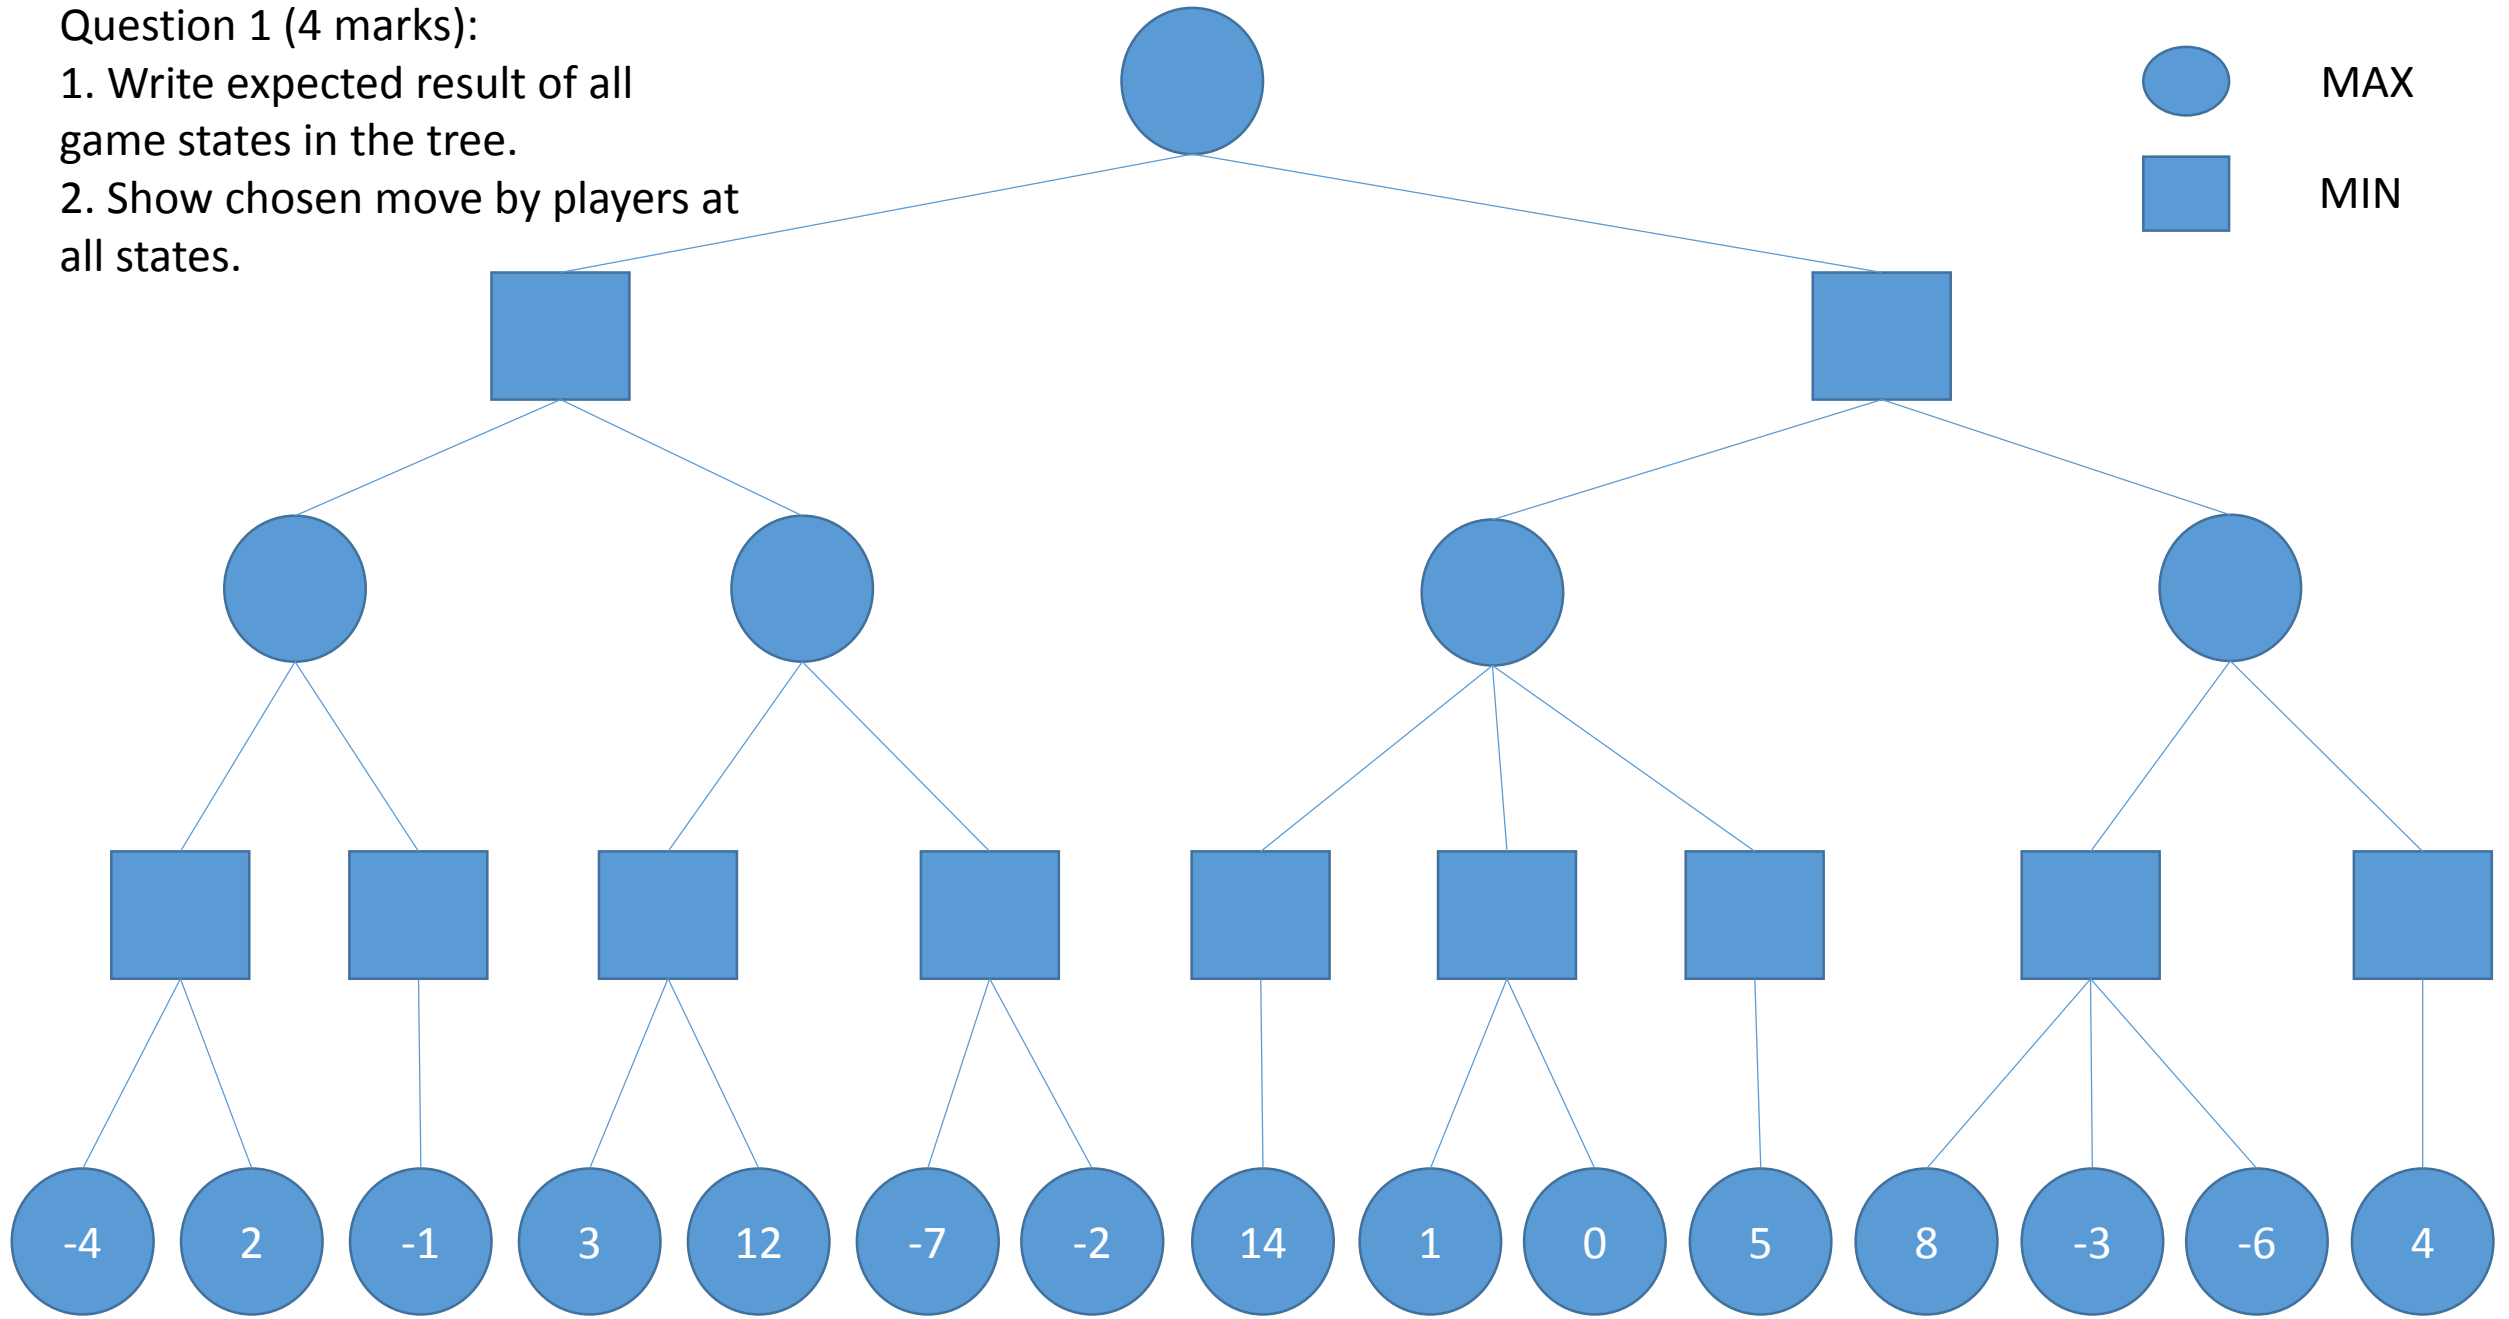 Question 1 (4 marks):
1. Write expected result of all
game states in the tree.
2. Show chosen move by players at
all states.
MAX
MIN
-4 2 -1 3 12 -7 -2 14 1 0 5 8 -3 -6 4